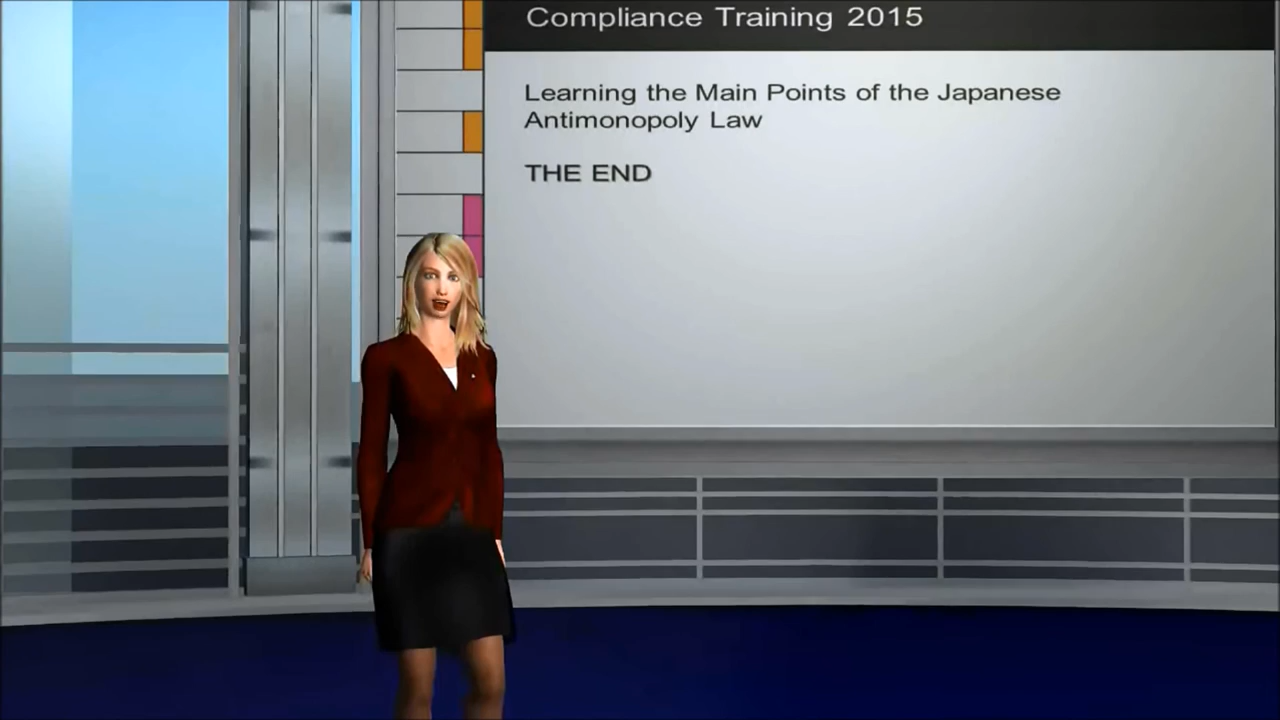 Compliance Training 2015
Learning the Main Points of the Japanese
Antimonopoly Law
THE END